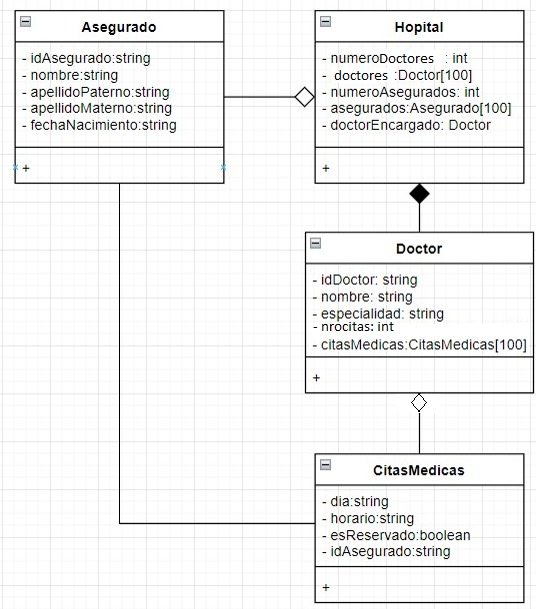 Asegurado
- idAsegurado:string
- nombre:string
- apellidoPaterno:string
- apellidoMaterno:string
- fechaNacimiento:string
+
Hopital
- numeroDoctores : int
- doctores :Doctor[100]
- numeroAsegurados: int
- asegurados:Asegurado[100]
- doctorEncargado: Doctor
+
Doctor
- idDoctor: string
- nombre: string
- especialidad: string
- nrocitas: int
- citasMedicas:CitasMedicas[100]
+
CitasMedicas
- dia:string
- horario:string
- esReservado:boolean
- idAsegurado:string
+